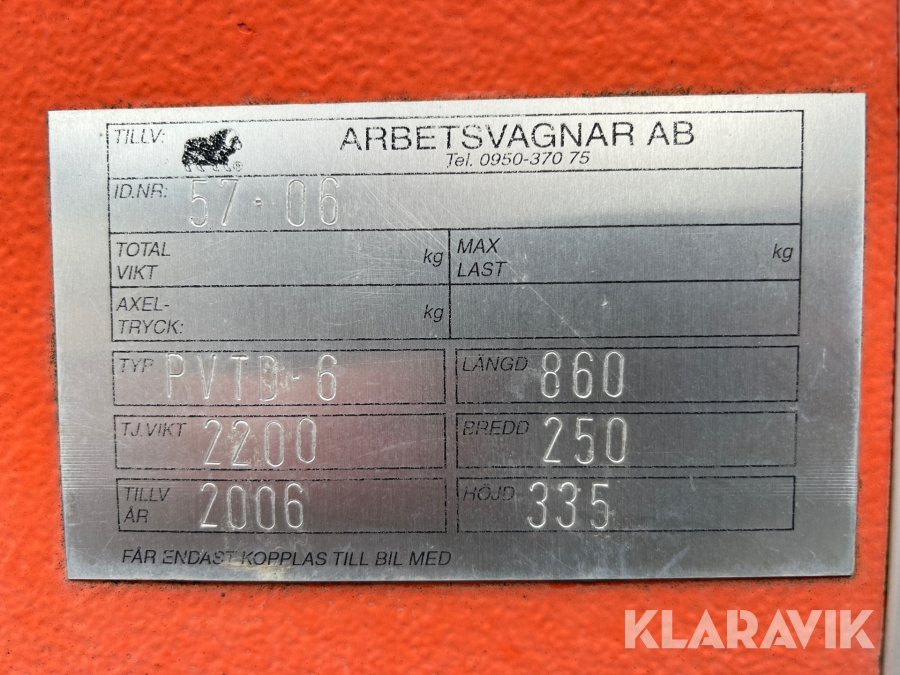 TILLV: ® ARBETSVAGNAR AB
Tel. 0950-370 75
ID.NR: 57-06
TOTAL VIKT kg MAX LAST kg
AXEL-TRYCK: kg
TYP PVTD-6 LÄNGD 860
TJ.VIKT 2200 BREDD 250
TILLV ÅR 2006 HÖJD 335
FÅR ENDAST KOPPLAS TILL BIL MED
KLARAVIK